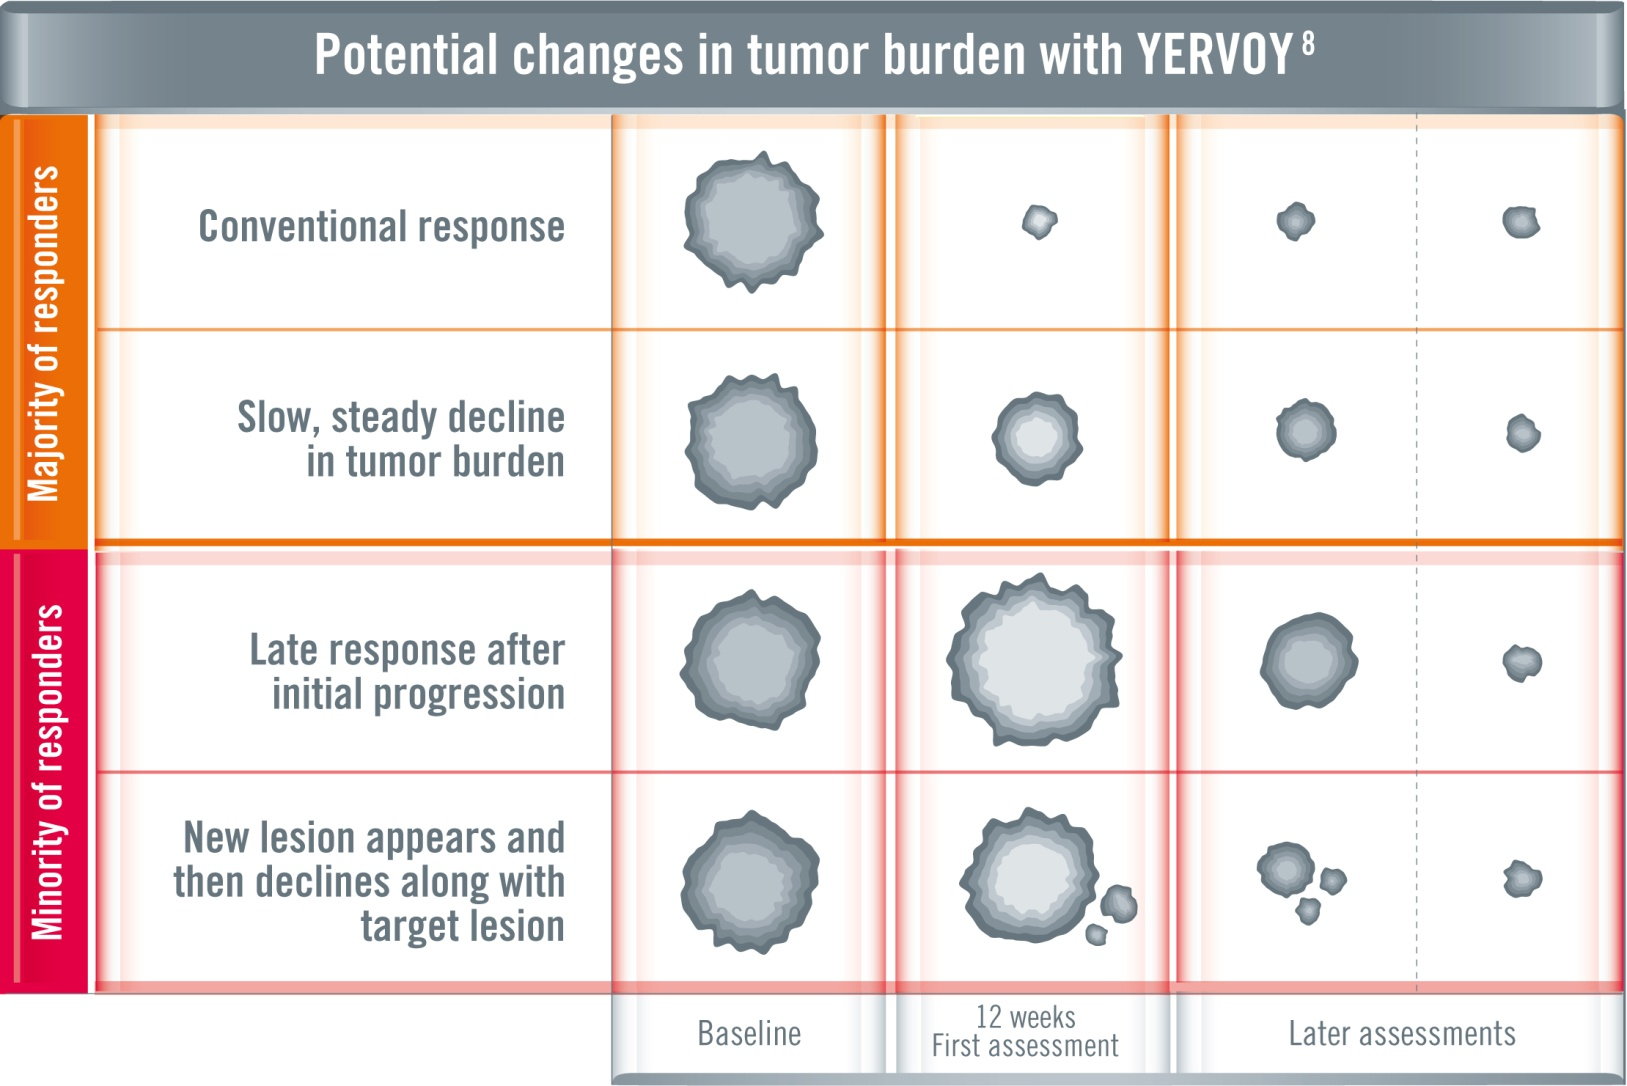 Potential changes in tumor burden with YERVOY⁸
Majority of responders
Conventional response
Slow, steady decline
in tumor burden
Minority of responders
Late response after
initial progression
New lesion appears and
then declines along with
target lesion
Baseline
12 weeks
First assessment
Later assessments